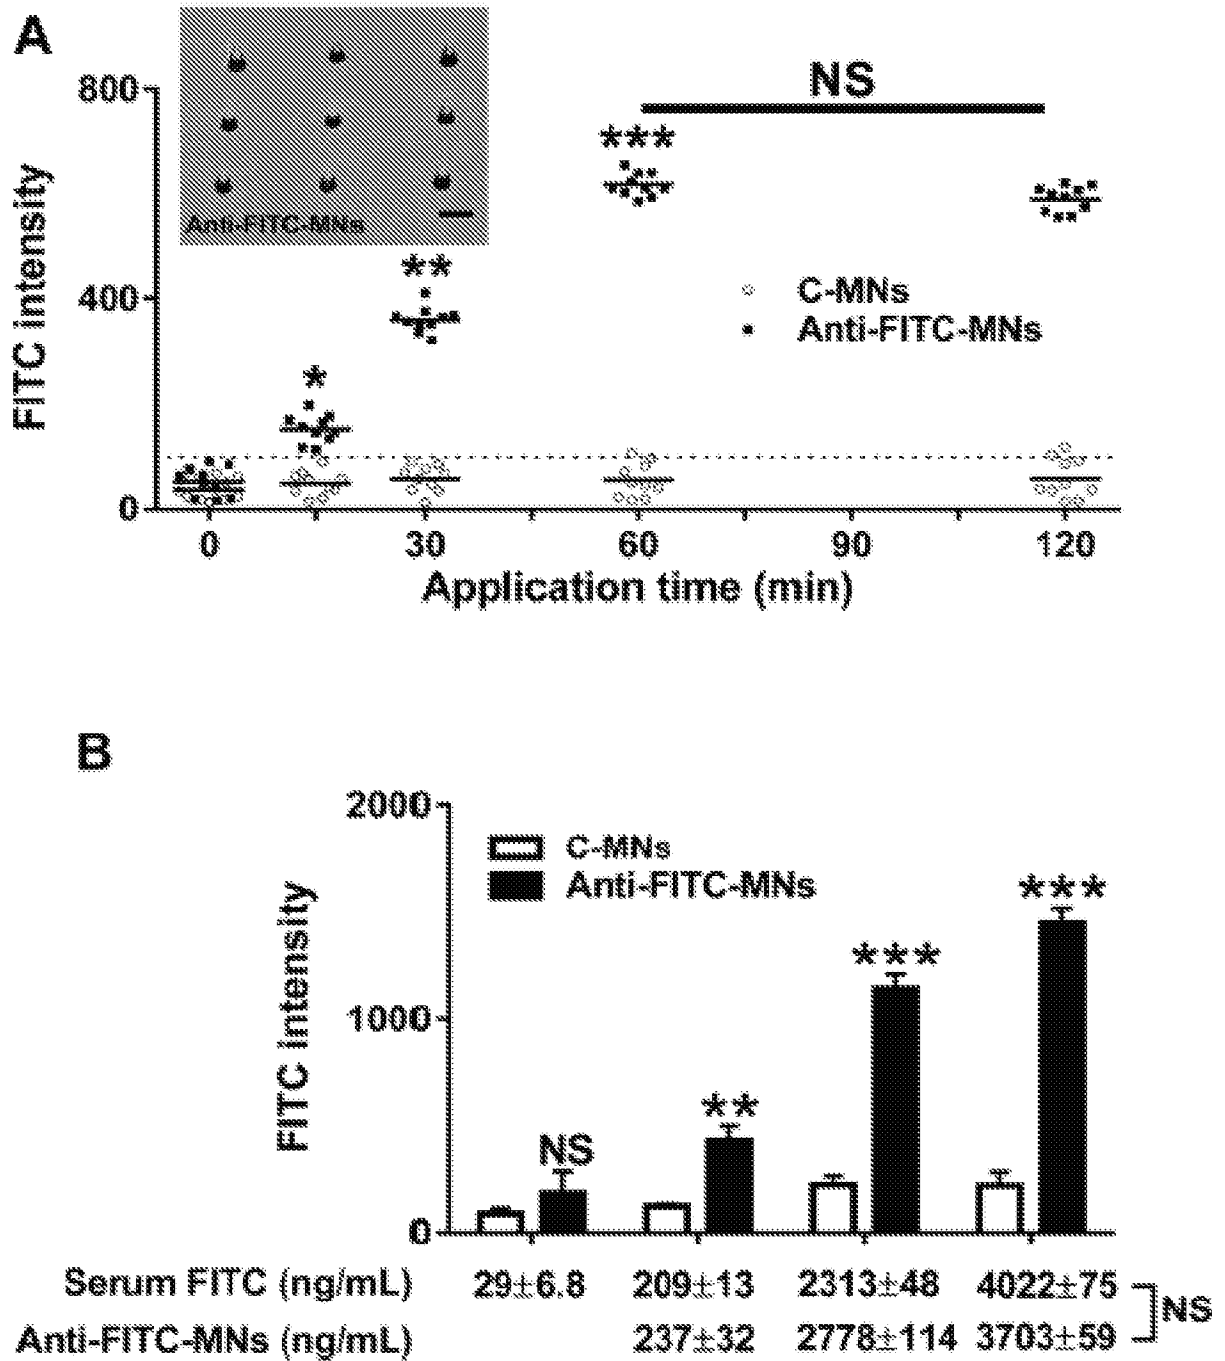 A
800
400
0
FITC intensity
Anti-FITC-MNs
*
**
***
NS
C-MNs
Anti-FITC-MNs
0 30 60 90 120
Application time (min)
B
2000
1000
0
FITC intensity
C-MNs
Anti-FITC-MNs
NS
**
***
***
Serum FITC (ng/mL) 29±6.8 209±13 2313±48 4022±75
NS
Anti-FITC-MNs (ng/mL) 237±32 2778±114 3703±59